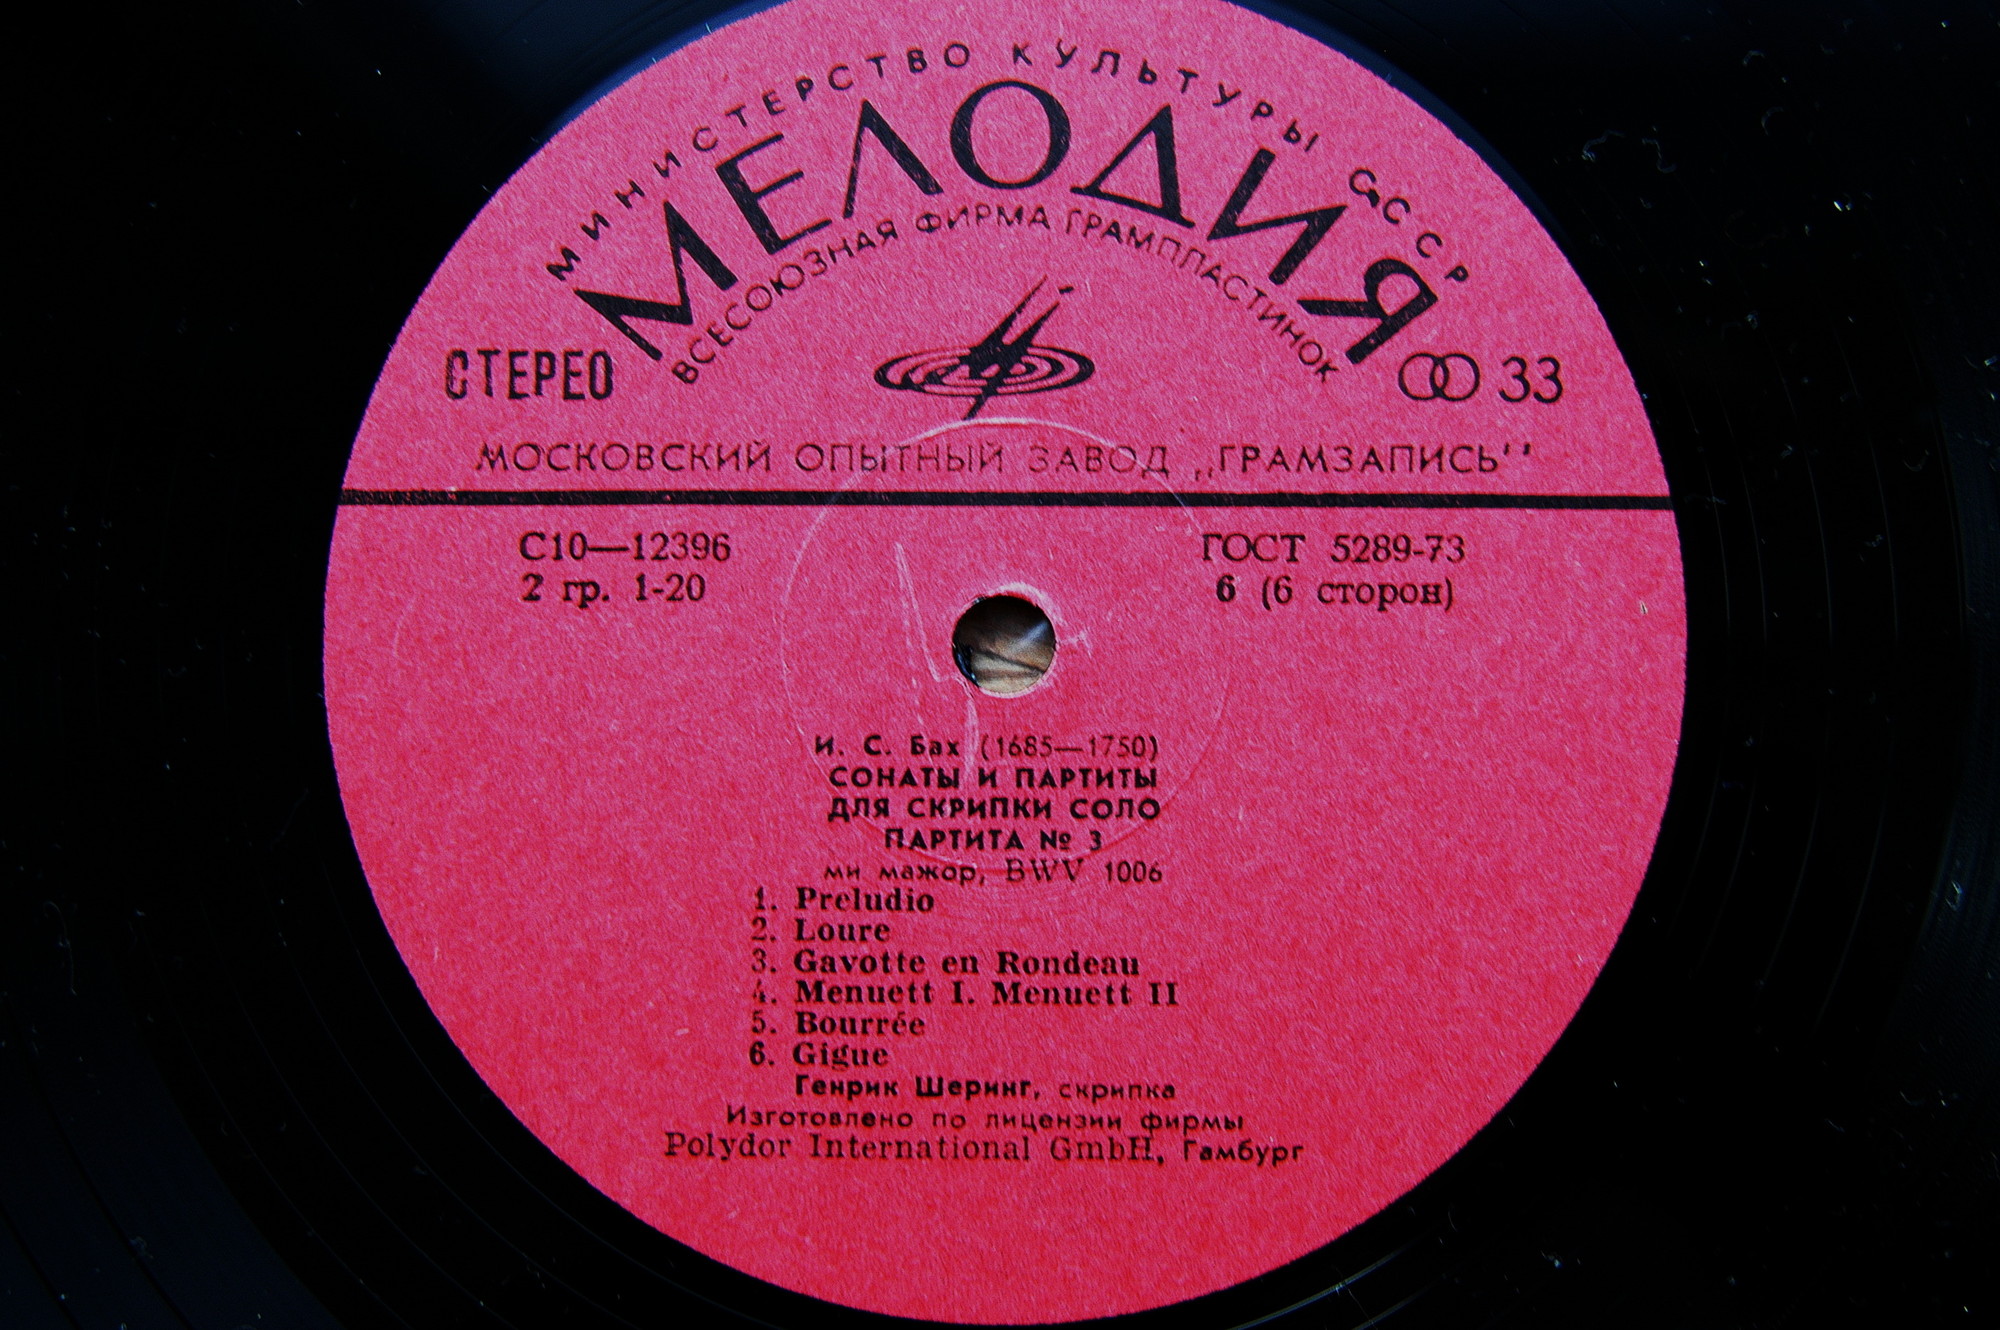 МИНИСТЕРСТВО КУЛЬТУРЫ СССР
МЕЛОДИЯ
ВСЕСОЮЗНАЯ ФИРМА ГРАМПЛАСТИНОК
СТЕРЕО
33
МОСКОВСКИЙ ОПЫТНЫЙ ЗАВОД „ГРАМЗАПИСЬ"
С10—12396
ГОСТ 5289-73
2 гр. 1-20
6 (6 сторон)
И. С. Бах (1685—1750)
СОНАТЫ И ПАРТИТЫ
ДЛЯ СКРИПКИ СОЛО
ПАРТИТА № 3
ми мажор, BWV 1006
1. Preludio
2. Loure
3. Gavotte en Rondeau
4. Menuett I. Menuett II
5. Bourrée
6. Gigue
Генрик Шеринг, скрипка
Изготовлено по лицензии фирмы
Polydor International GmbH, Гамбург